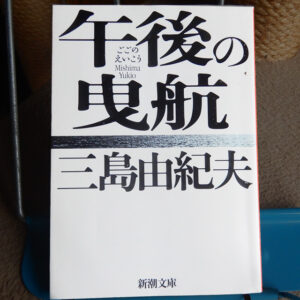 午後の
ごごの
えいこう
Mishima
Yukio
曳航
三島由紀夫
新潮文庫